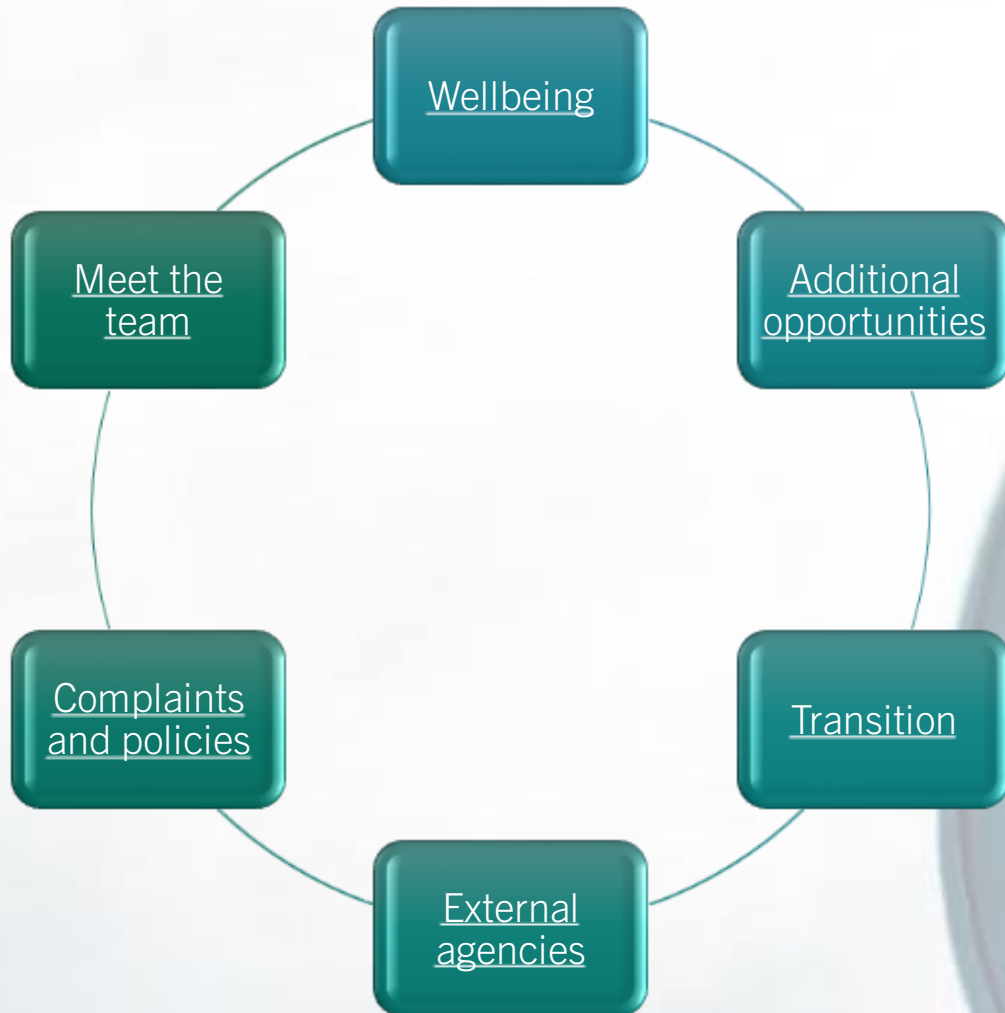 Wellbeing
Additional
opportunities
Transition
External
agencies
Complaints
and policies
Meet the
team